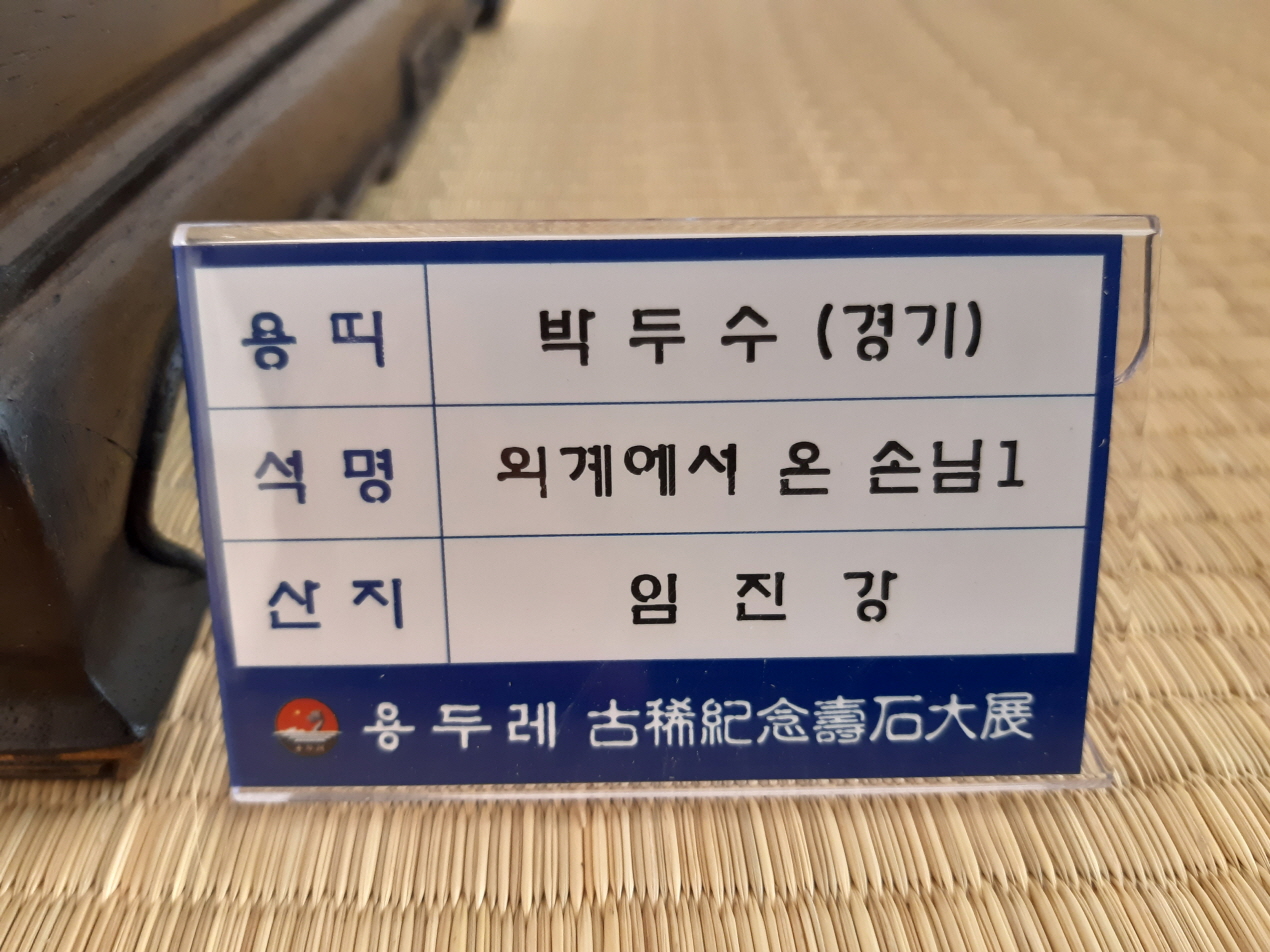 용 띠 박 두 수 (경기)
석 명 외계에서 온 손님1
산 지 임 진 강
용 두 레 古稀紀念壽石大展